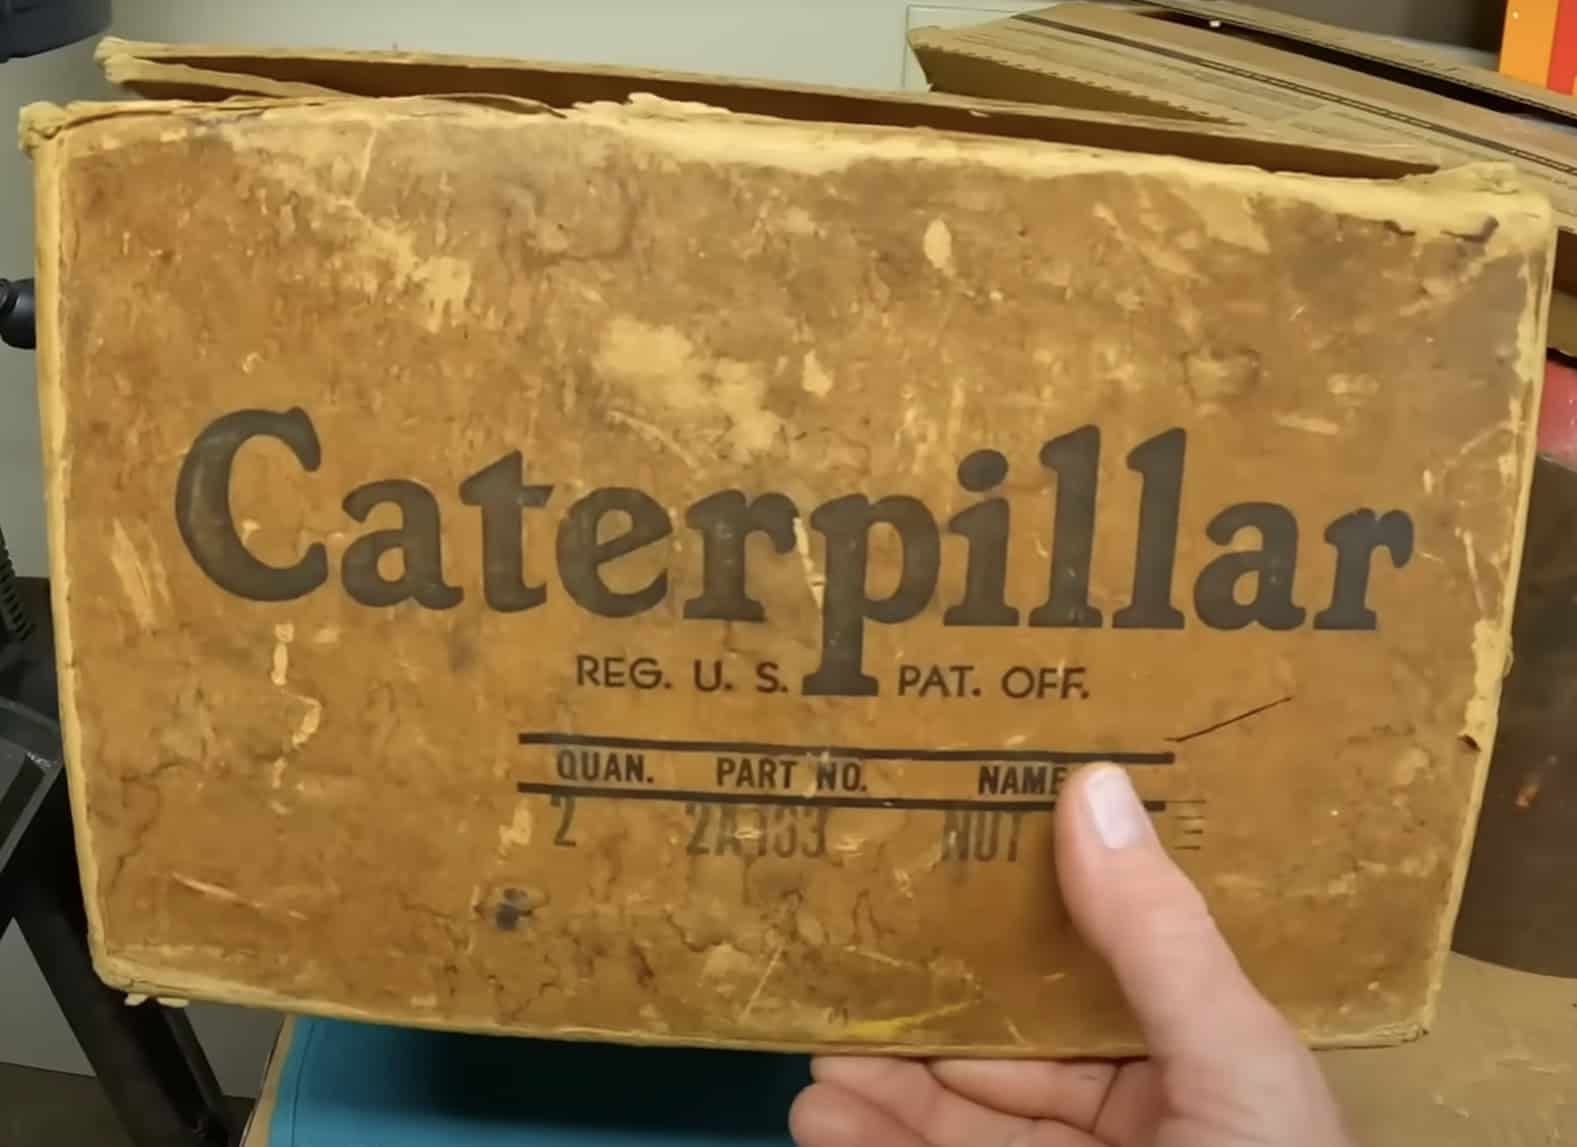 Caterpillar
REG. U. S. PAT. OFF.
QUAN. PART NO. NAME
2 NUT